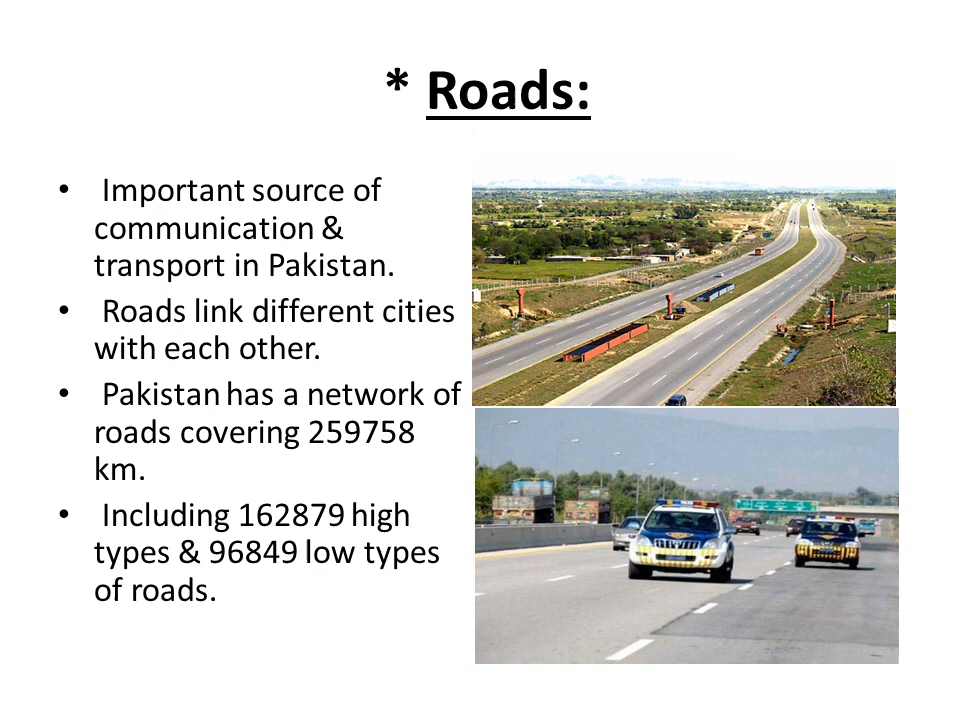 * Roads:
• Important source of
communication &
transport in Pakistan.
• Roads link different cities
with each other.
• Pakistan has a network of
roads covering 259758
km.
• Including 162879 high
types & 96849 low types
of roads.